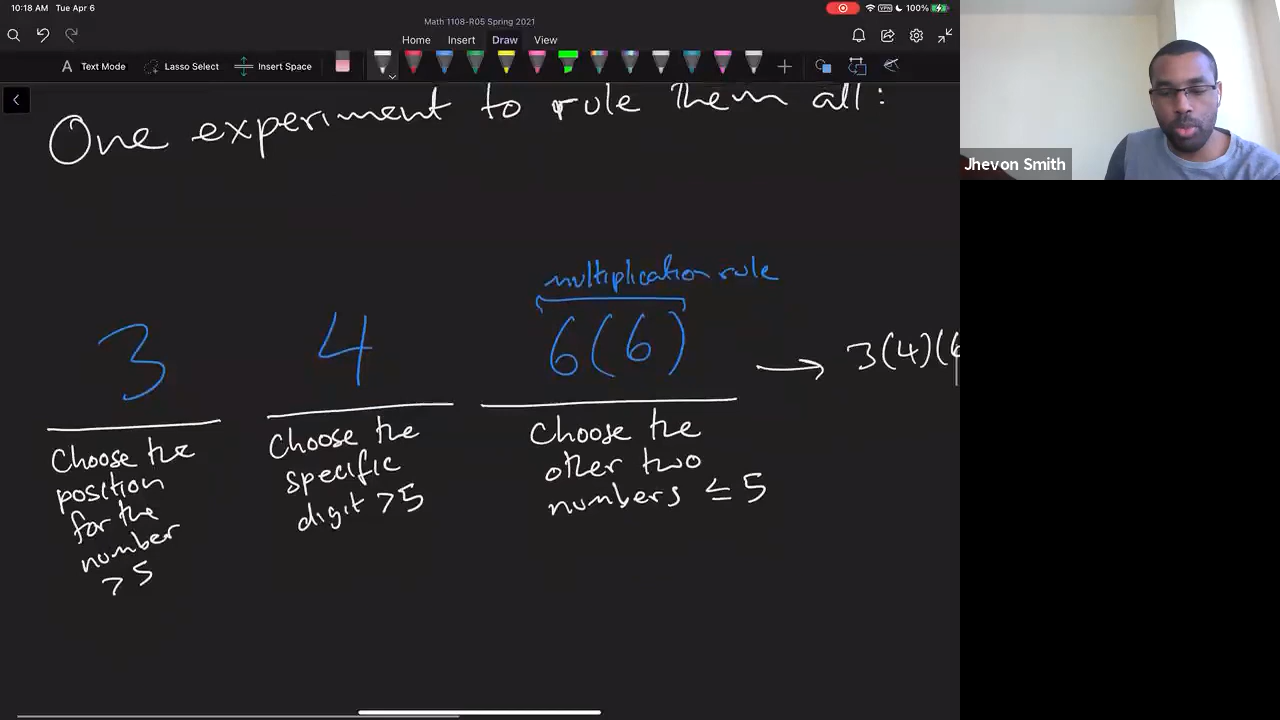 10:18 AM Tue Apr 6
100%
Math 1108-R05 Spring 2021
Home Insert Draw View
Text Mode Lasso Select Insert Space
One experiment to rule them all:
multiplication rule
3 4 6(6) → 3(4)(6
Choose the
position
for the
number
>5
Choose the
specific
digit >5
Choose the
other two
numbers ≤ 5
Jhevon Smith